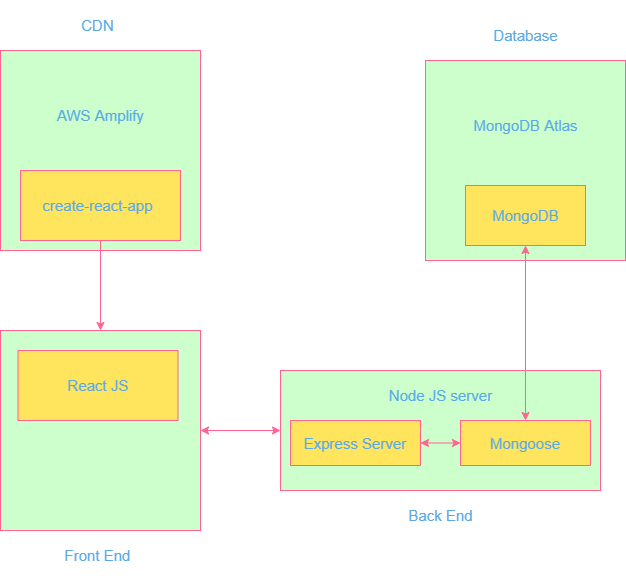 CDN
Database
AWS Amplify
MongoDB Atlas
create-react-app
MongoDB
React JS
Node JS server
Express Server
Mongoose
Back End
Front End